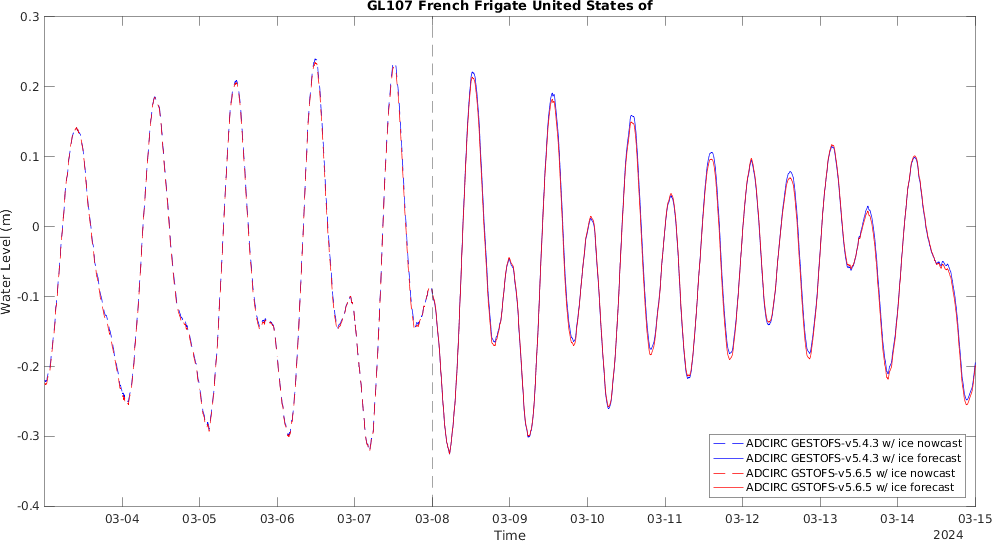 GL107 French Frigate United States of
0.3
0.2
0.1
0
-0.1
-0.2
-0.3
-0.4
Water Level (m)
03-04 03-05 03-06 03-07 03-08 03-09 03-10 03-11 03-12 03-13 03-14 03-15
Time
2024
ADCIRC GESTOFS-v5.4.3 w/ ice nowcast
ADCIRC GESTOFS-v5.4.3 w/ ice forecast
ADCIRC GSTOFS-v5.6.5 w/ ice nowcast
ADCIRC GSTOFS-v5.6.5 w/ ice forecast